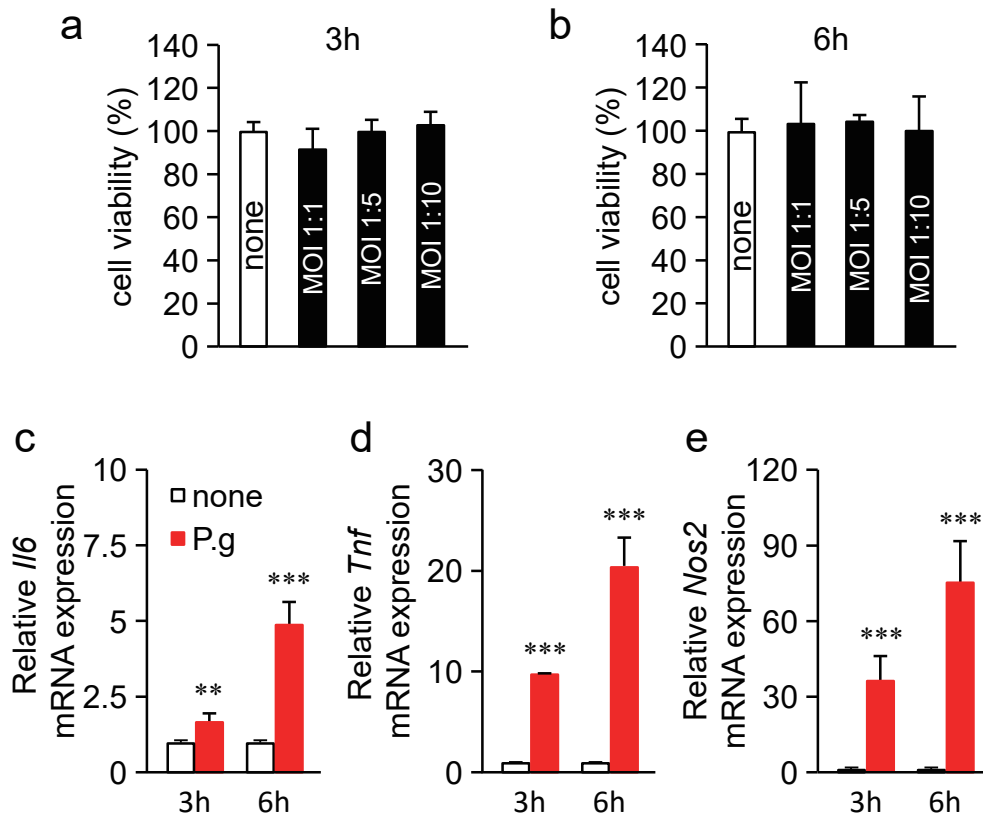 a
3h
cell viability (%)
140
120
100
80
60
40
20
0
none
MOI 1:1
MOI 1:5
MOI 1:10
b
6h
cell viability (%)
140
120
100
80
60
40
20
0
none
MOI 1:1
MOI 1:5
MOI 1:10
c
Relative Il6
mRNA expression
10
7.5
5
2.5
0
none
P.g
**
***
3h
6h
d
Relative Tnf
mRNA expression
30
20
10
0
***
***
3h
6h
e
Relative Nos2
mRNA expression
120
90
60
30
0
***
***
3h
6h